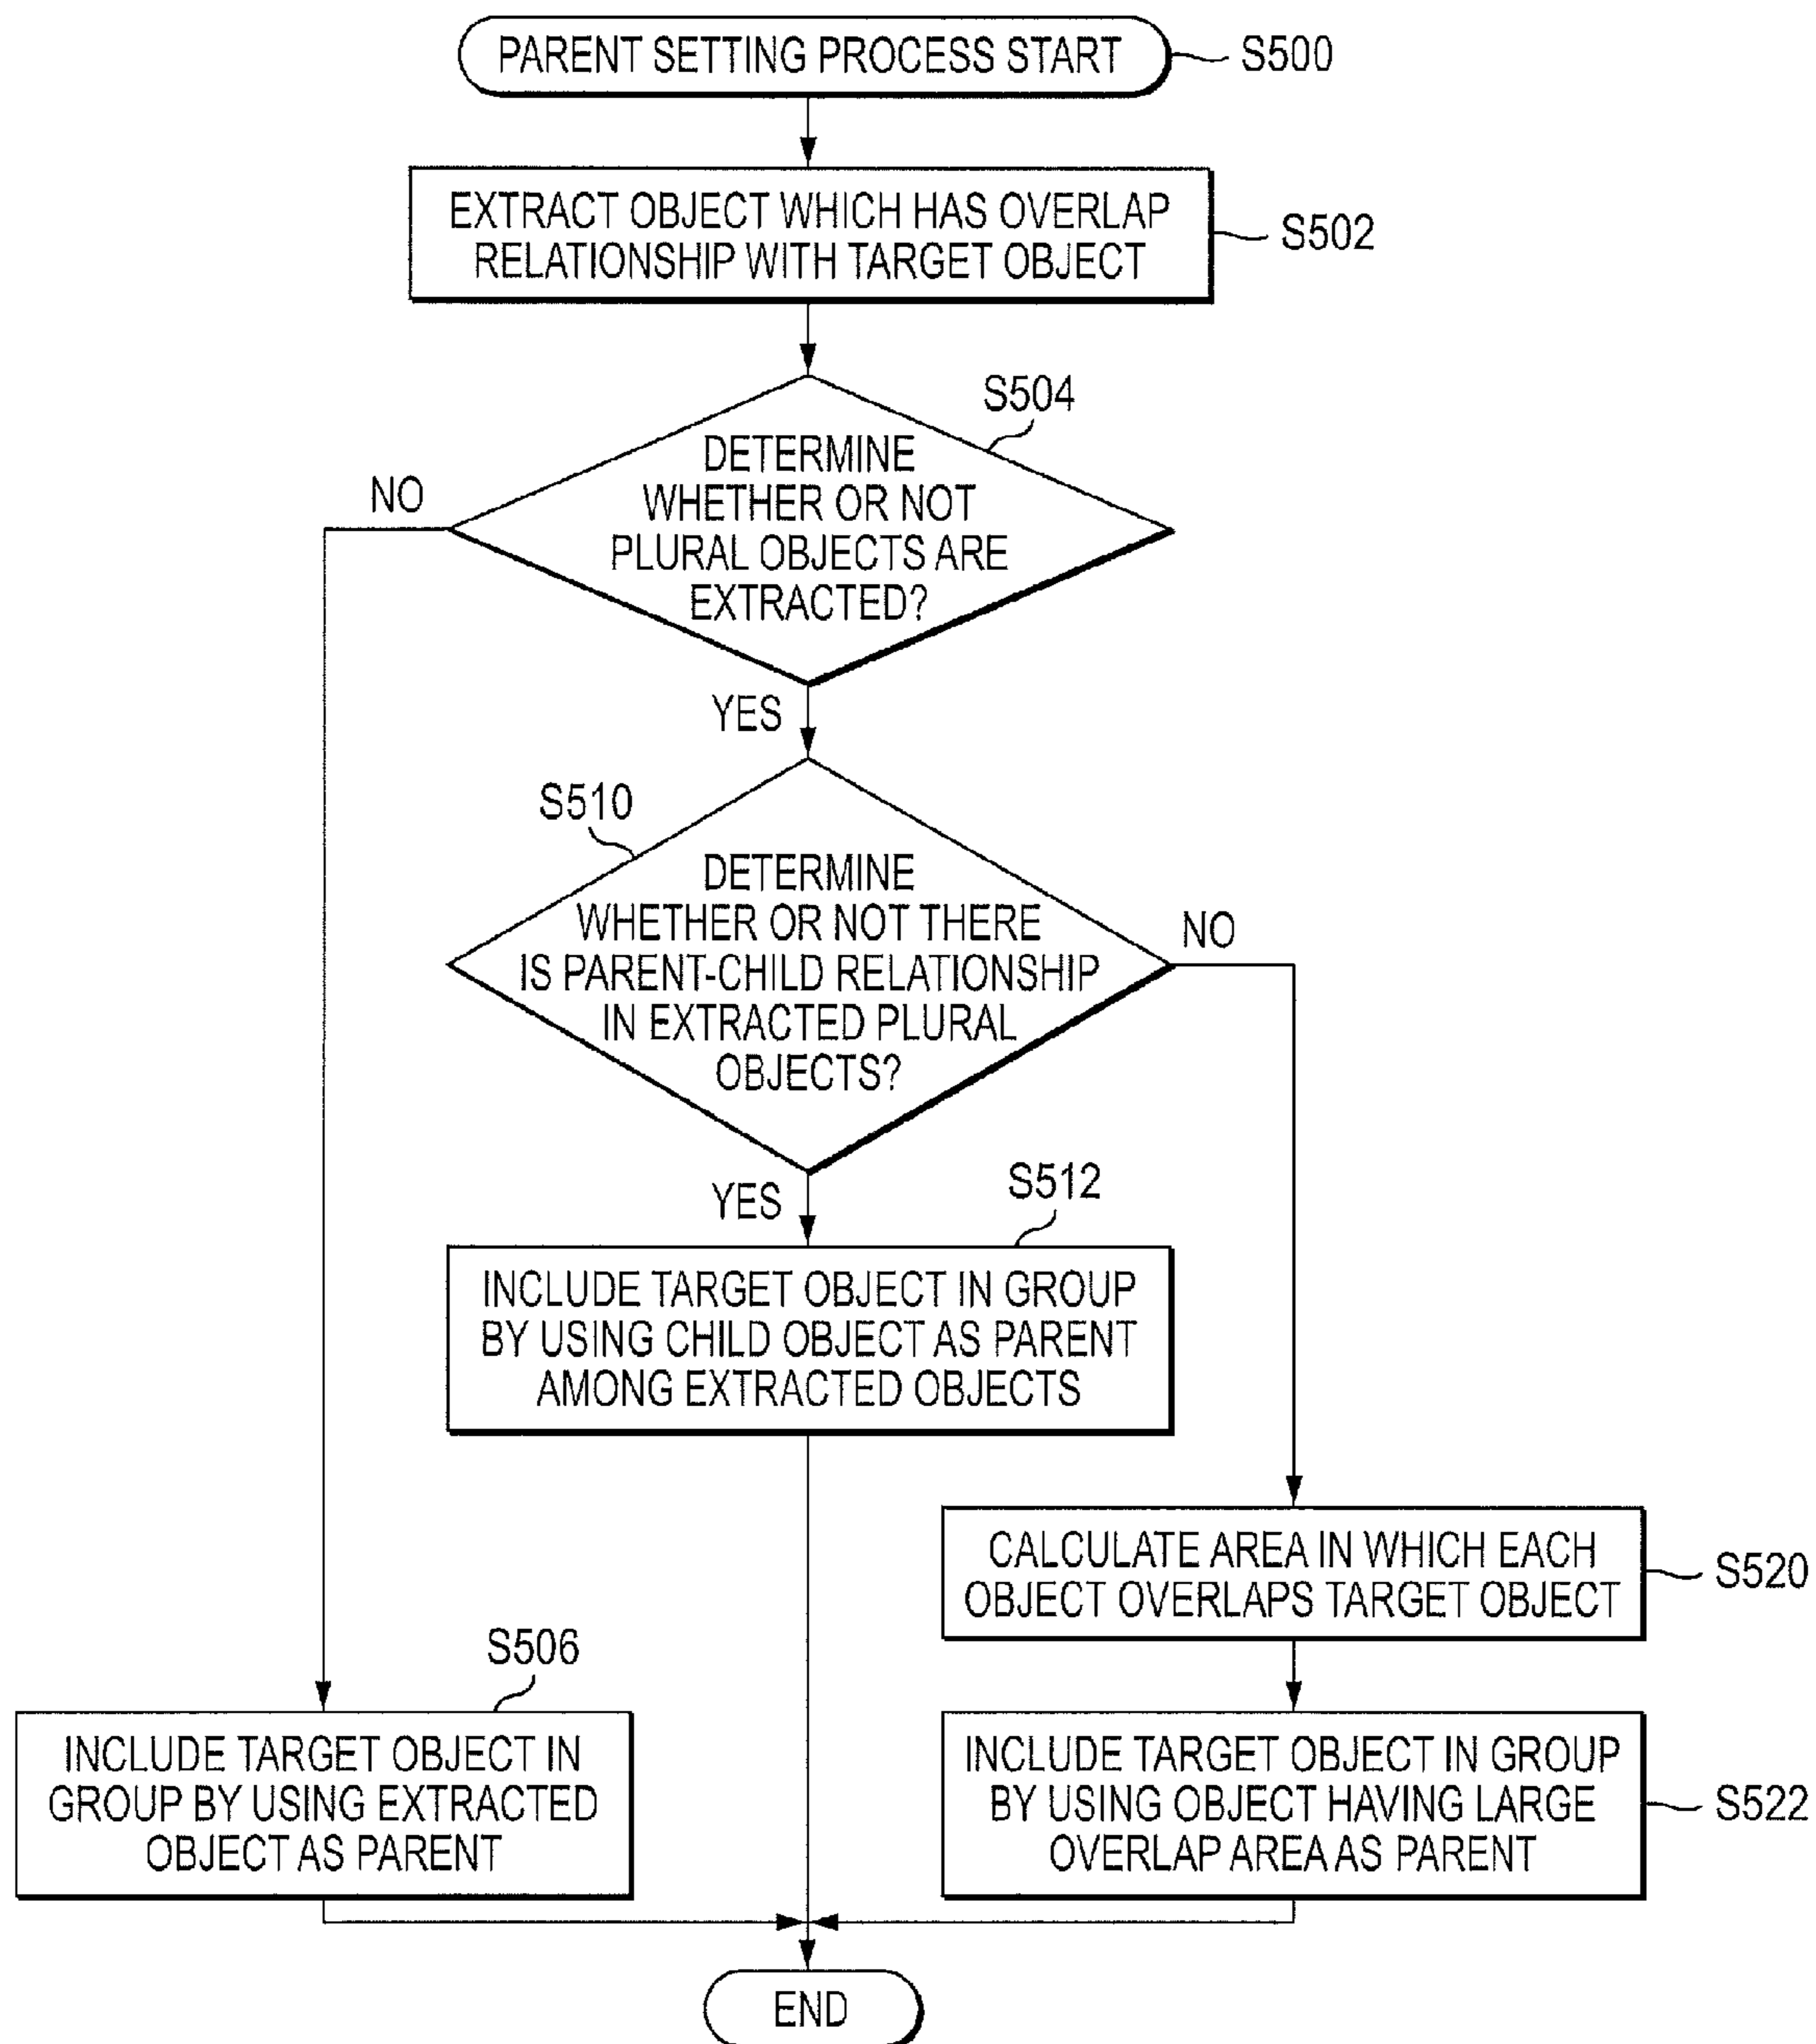 PARENT SETTING PROCESS START
S500
EXTRACT OBJECT WHICH HAS OVERLAP
RELATIONSHIP WITH TARGET OBJECT
S502
S504
DETERMINE
WHETHER OR NOT
PLURAL OBJECTS ARE
EXTRACTED?
NO
YES
S510
DETERMINE
WHETHER OR NOT THERE
IS PARENT-CHILD RELATIONSHIP
IN EXTRACTED PLURAL
OBJECTS?
NO
YES
S512
INCLUDE TARGET OBJECT IN GROUP
BY USING CHILD OBJECT AS PARENT
AMONG EXTRACTED OBJECTS
CALCULATE AREA IN WHICH EACH
OBJECT OVERLAPS TARGET OBJECT
S520
S506
INCLUDE TARGET OBJECT IN
GROUP BY USING EXTRACTED
OBJECT AS PARENT
INCLUDE TARGET OBJECT IN GROUP
BY USING OBJECT HAVING LARGE
OVERLAP AREA AS PARENT
S522
END